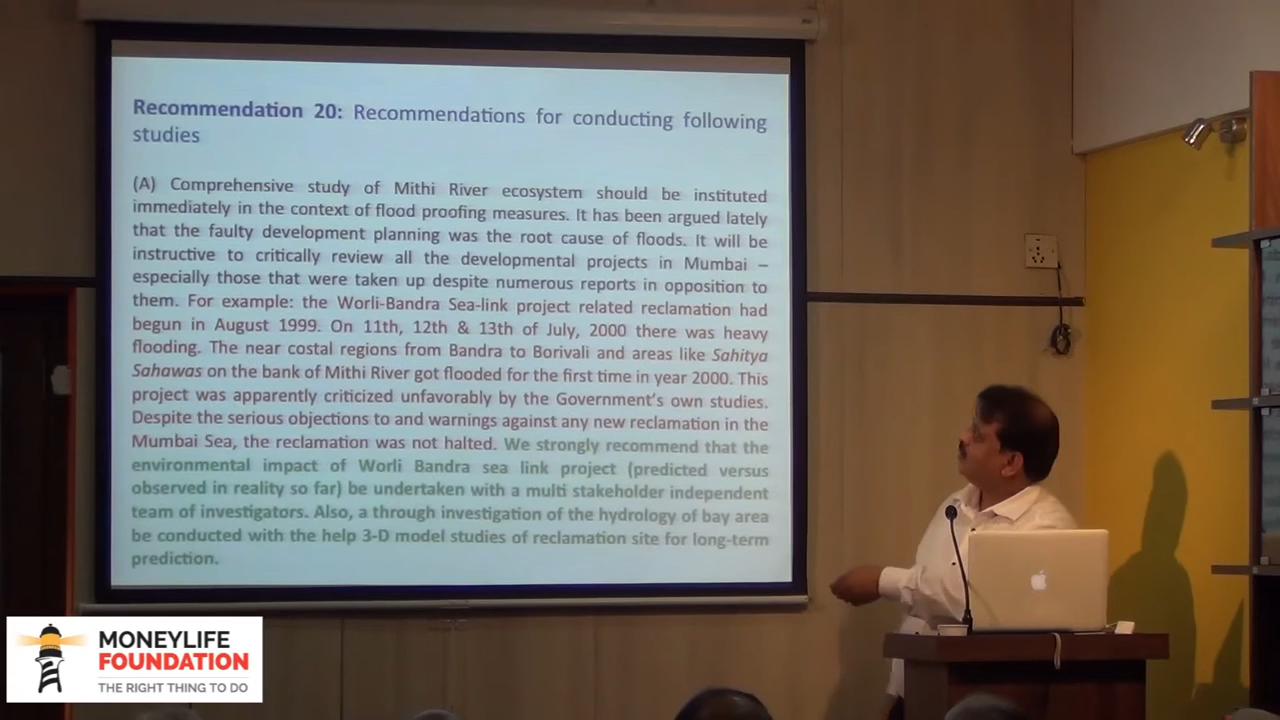 Recommendation 20: Recommendations for conducting following
studies
(A) Comprehensive study of Mithi River ecosystem should be instituted
immediately in the context of flood proofing measures. It has been argued lately
that the faulty development planning was the root cause of floods. It will be
instructive to critically review all the developmental projects in Mumbai –
especially those that were taken up despite numerous reports in opposition to
them. For example: the Worli-Bandra Sea-link project related reclamation had
begun in August 1999. On 11th, 12th & 13th of July, 2000 there was heavy
flooding. The near costal regions from Bandra to Borivali and areas like Sahitya
Sahawas on the bank of Mithi River got flooded for the first time in year 2000. This
project was apparently criticized unfavorably by the Government's own studies.
Despite the serious objections to and warnings against any new reclamation in the
Mumbai Sea, the reclamation was not halted. We strongly recommend that the
environmental impact of Worli Bandra sea link project (predicted versus
observed in reality so far) be undertaken with a multi stakeholder independent
team of investigators. Also, a through investigation of the hydrology of bay area
be conducted with the help 3-D model studies of reclamation site for long-term
prediction.
MONEYLIFE
FOUNDATION
THE RIGHT THING TO DO